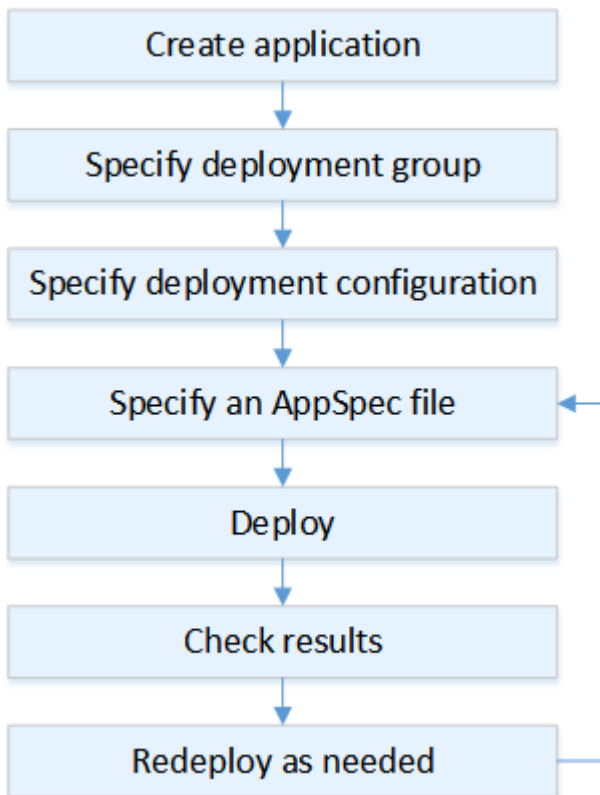 Create application
Specify deployment group
Specify deployment configuration
Specify an AppSpec file
Deploy
Check results
Redeploy as needed